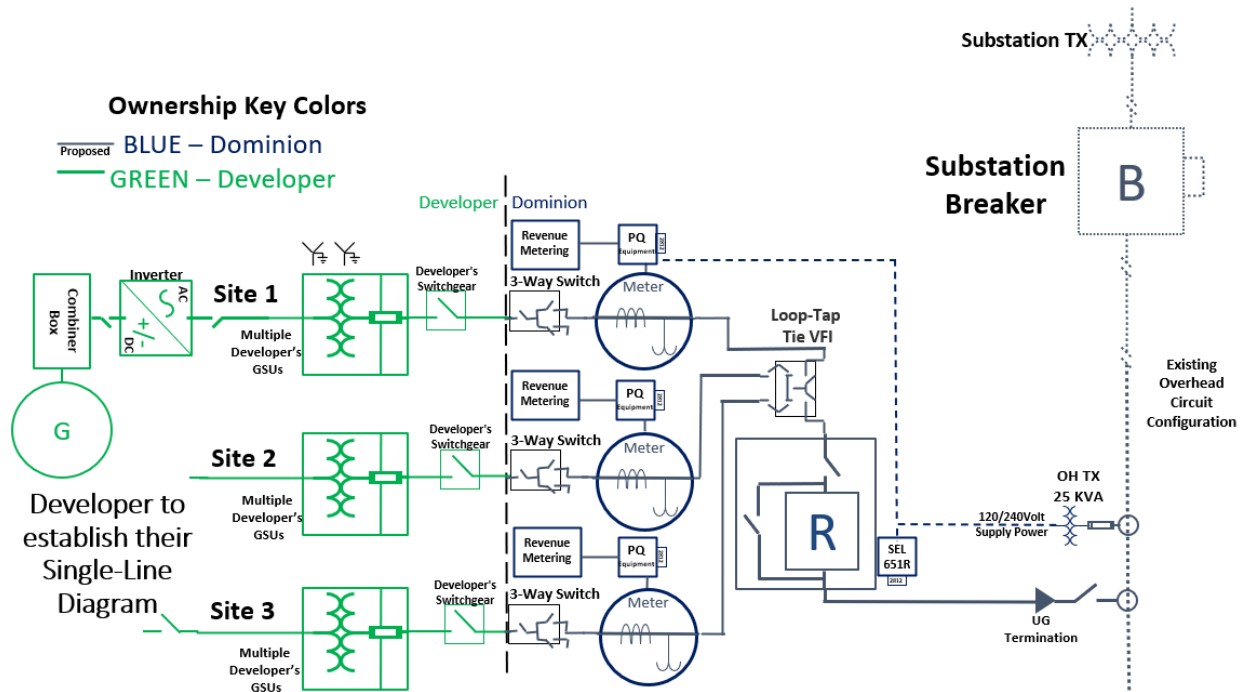 Substation TX
Ownership Key Colors
Proposed
BLUE – Dominion
GREEN – Developer
Substation
Breaker
B
Developer
Dominion
Revenue
Metering
PQ
Equipment
2812
Inverter
AC
+/-
DC
Combiner
Box
G
Site 1
Multiple
Developer's
GSUs
Developer's
Switchgear
3-Way Switch
Meter
Loop-Tap
Tie VFI
Existing
Overhead
Circuit
Configuration
Revenue
Metering
PQ
Equipment
2812
Site 2
Multiple
Developer's
GSUs
Developer's
Switchgear
3-Way Switch
Meter
Developer to
establish their
Single-Line
Diagram
R
SEL
651R
2812
OH TX
25 KVA
120/240Volt
Supply Power
UG
Termination
Revenue
Metering
PQ
Equipment
2812
Site 3
Multiple
Developer's
GSUs
Developer's
Switchgear
3-Way Switch
Meter